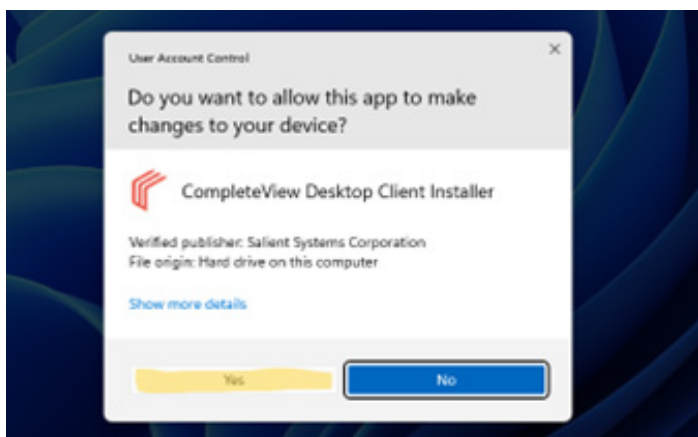 User Account Control
Do you want to allow this app to make
changes to your device?
CompleteView Desktop Client Installer
Verified publisher: Salient Systems Corporation
File origin: Hard drive on this computer
Show more details
Yes
No